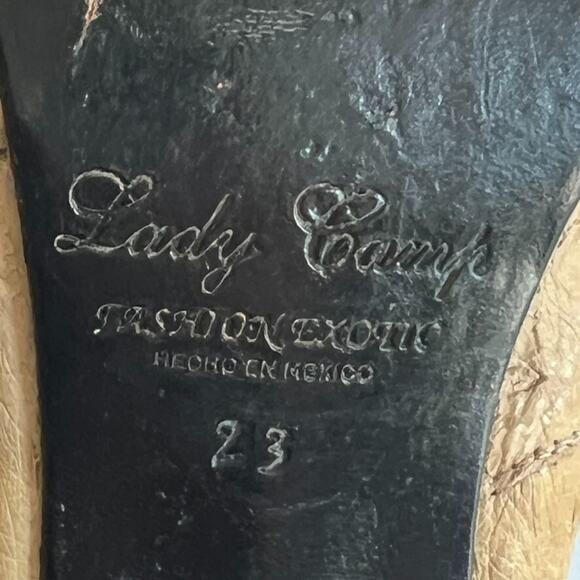 Lady Camp
FASHION EXOTIC
HECHO EN MEXICO
23